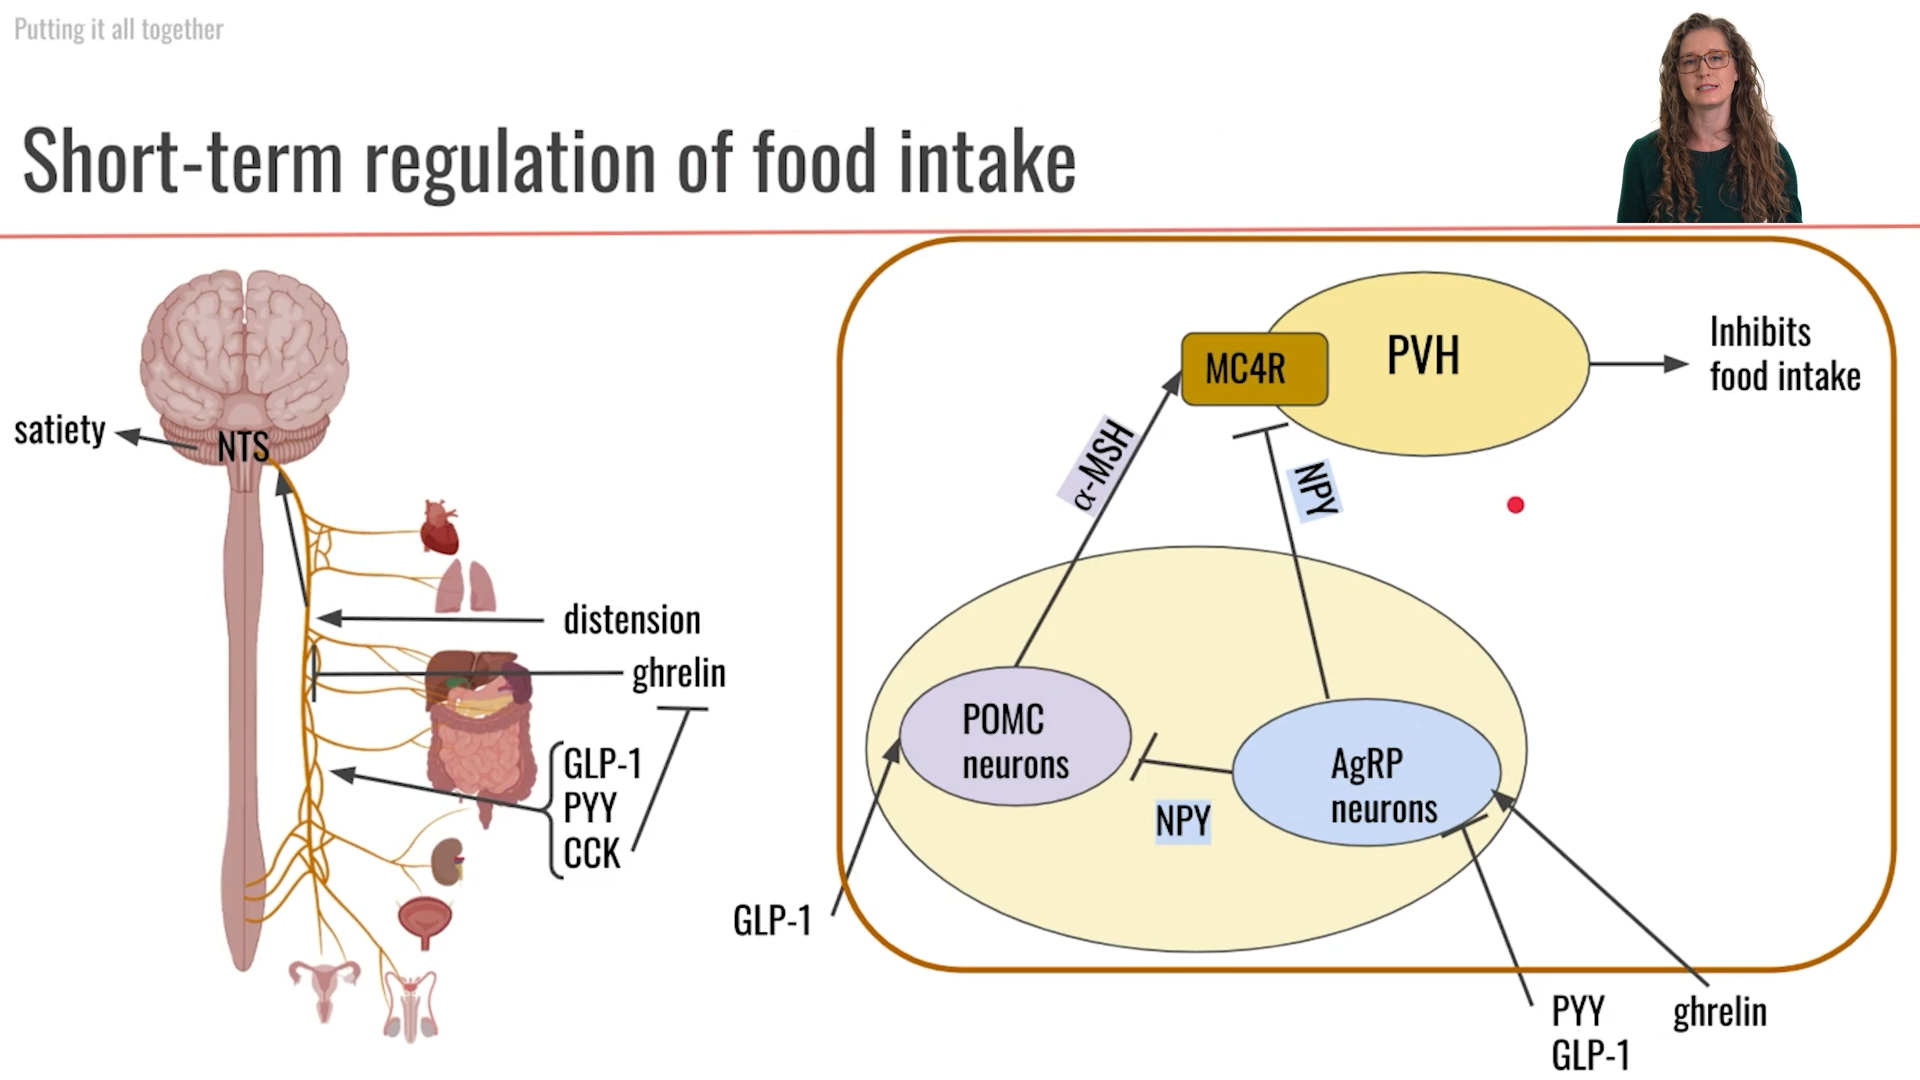 Putting it all together
Short-term regulation of food intake
satiety
NTS
distension
ghrelin
GLP-1
PYY
CCK
MC4R
PVH
Inhibits
food intake
α-MSH
NPY
POMC
neurons
NPY
AgRP
neurons
GLP-1
PYY
GLP-1
ghrelin